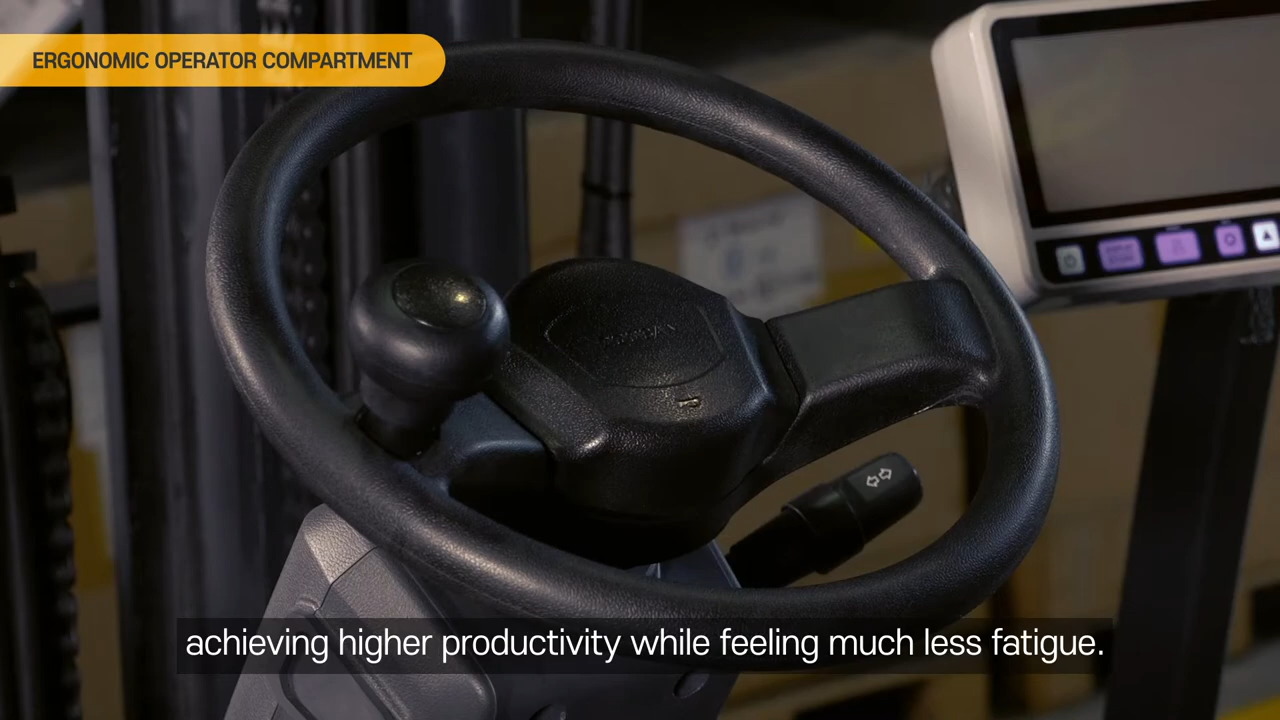 ERGONOMIC OPERATOR COMPARTMENT
achieving higher productivity while feeling much less fatigue.